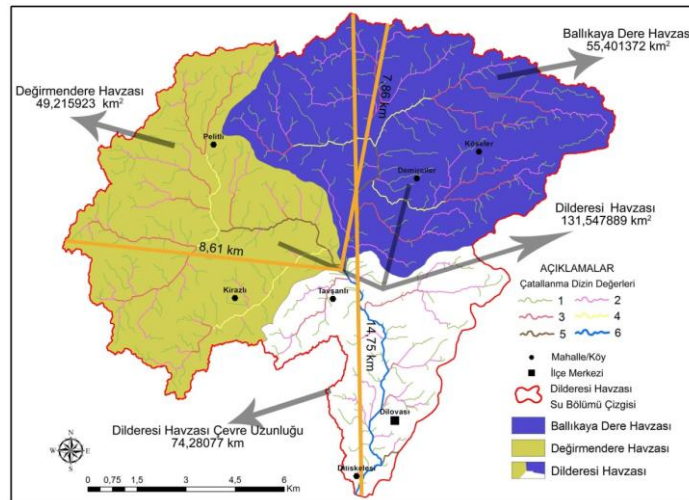 Ballıkaya Dere Havzası
55,401372 km²
Değirmendere Havzası
49,215923 km²
7,86 km
Pelitli
Köseler
Demirciler
Dilderesi Havzası
131,547889 km²
8,61 km
Kirazlı
Tavşanlı
14,75 km
AÇIKLAMALAR
Çatallanma Dizin Değerleri
1 2
3 4
5 6
Mahalle/Köy
İlçe Merkezi
Dilderesi Havzası
Su Bölümü Çizgisi
Ballıkaya Dere Havzası
Değirmendere Havzası
Dilderesi Havzası
Dilovası
Dilderesi Havzası Çevre Uzunluğu
74,28077 km
Diliskelesi
N
W E
S
0 0,75 1,5 3 4,5 6
Km